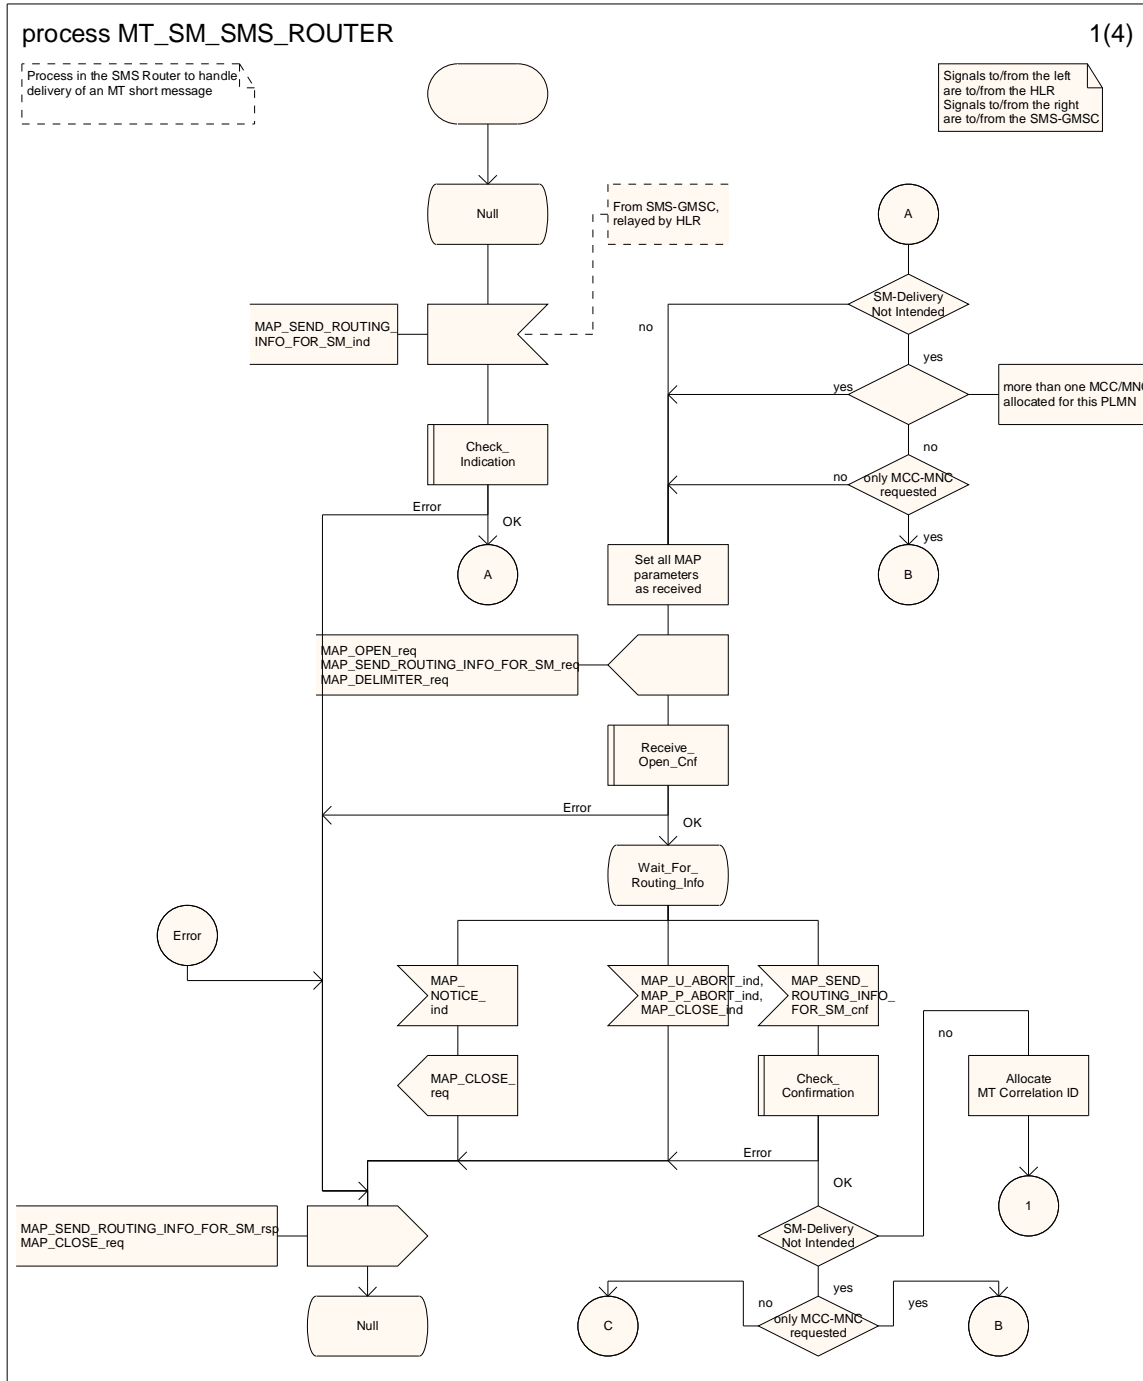 process MT_SM_SMS_ROUTER
1(4)
Process in the SMS Router to handle
delivery of an MT short message
Signals to/from the left
are to/from the HLR
Signals to/from the right
are to/from the SMS-GMSC
Null
From SMS-GMSC,
relayed by HLR
A
SM-Delivery
Not Intended
MAP_SEND_ROUTING_
INFO_FOR_SM_ind
no
yes
yes
more than one MCC/MNC
allocated for this PLMN
Check_
Indication
no
no
only MCC-MNC
requested
Error
OK
yes
A
Set all MAP
parameters
as received
B
MAP_OPEN_req
MAP_SEND_ROUTING_INFO_FOR_SM_req
MAP_DELIMITER_req
Receive_
Open_Cnf
Error
OK
Wait_For_
Routing_Info
Error
MAP_
NOTICE_
ind
MAP_U_ABORT_ind,
MAP_P_ABORT_ind,
MAP_CLOSE_ind
MAP_SEND_
ROUTING_INFO_
FOR_SM_cnf
no
MAP_CLOSE_
req
Check_
Confirmation
Allocate
MT Correlation ID
Error
OK
1
MAP_SEND_ROUTING_INFO_FOR_SM_rsp
MAP_CLOSE_req
SM-Delivery
Not Intended
yes
no
yes
Null
C
only MCC-MNC
requested
B